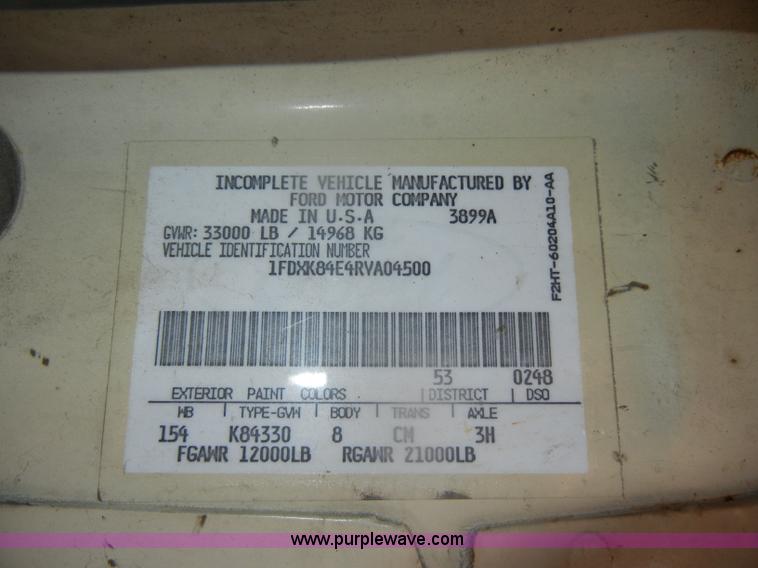 INCOMPLETE VEHICLE MANUFACTURED BY
FORD MOTOR COMPANY
MADE IN U.S.A 3899A
GVWR: 33000 LB / 14968 KG
VEHICLE IDENTIFICATION NUMBER
1FDXK84E4RVA04500
F2HT-60204A10-AA
53 0248
EXTERIOR PAINT COLORS | DISTRICT | DSO
WB | TYPE-GVW | BODY | TRANS | AXLE
154 K84330 8 CM 3H
FGAWR 12000LB RGAWR 21000LB
www.purplewave.com